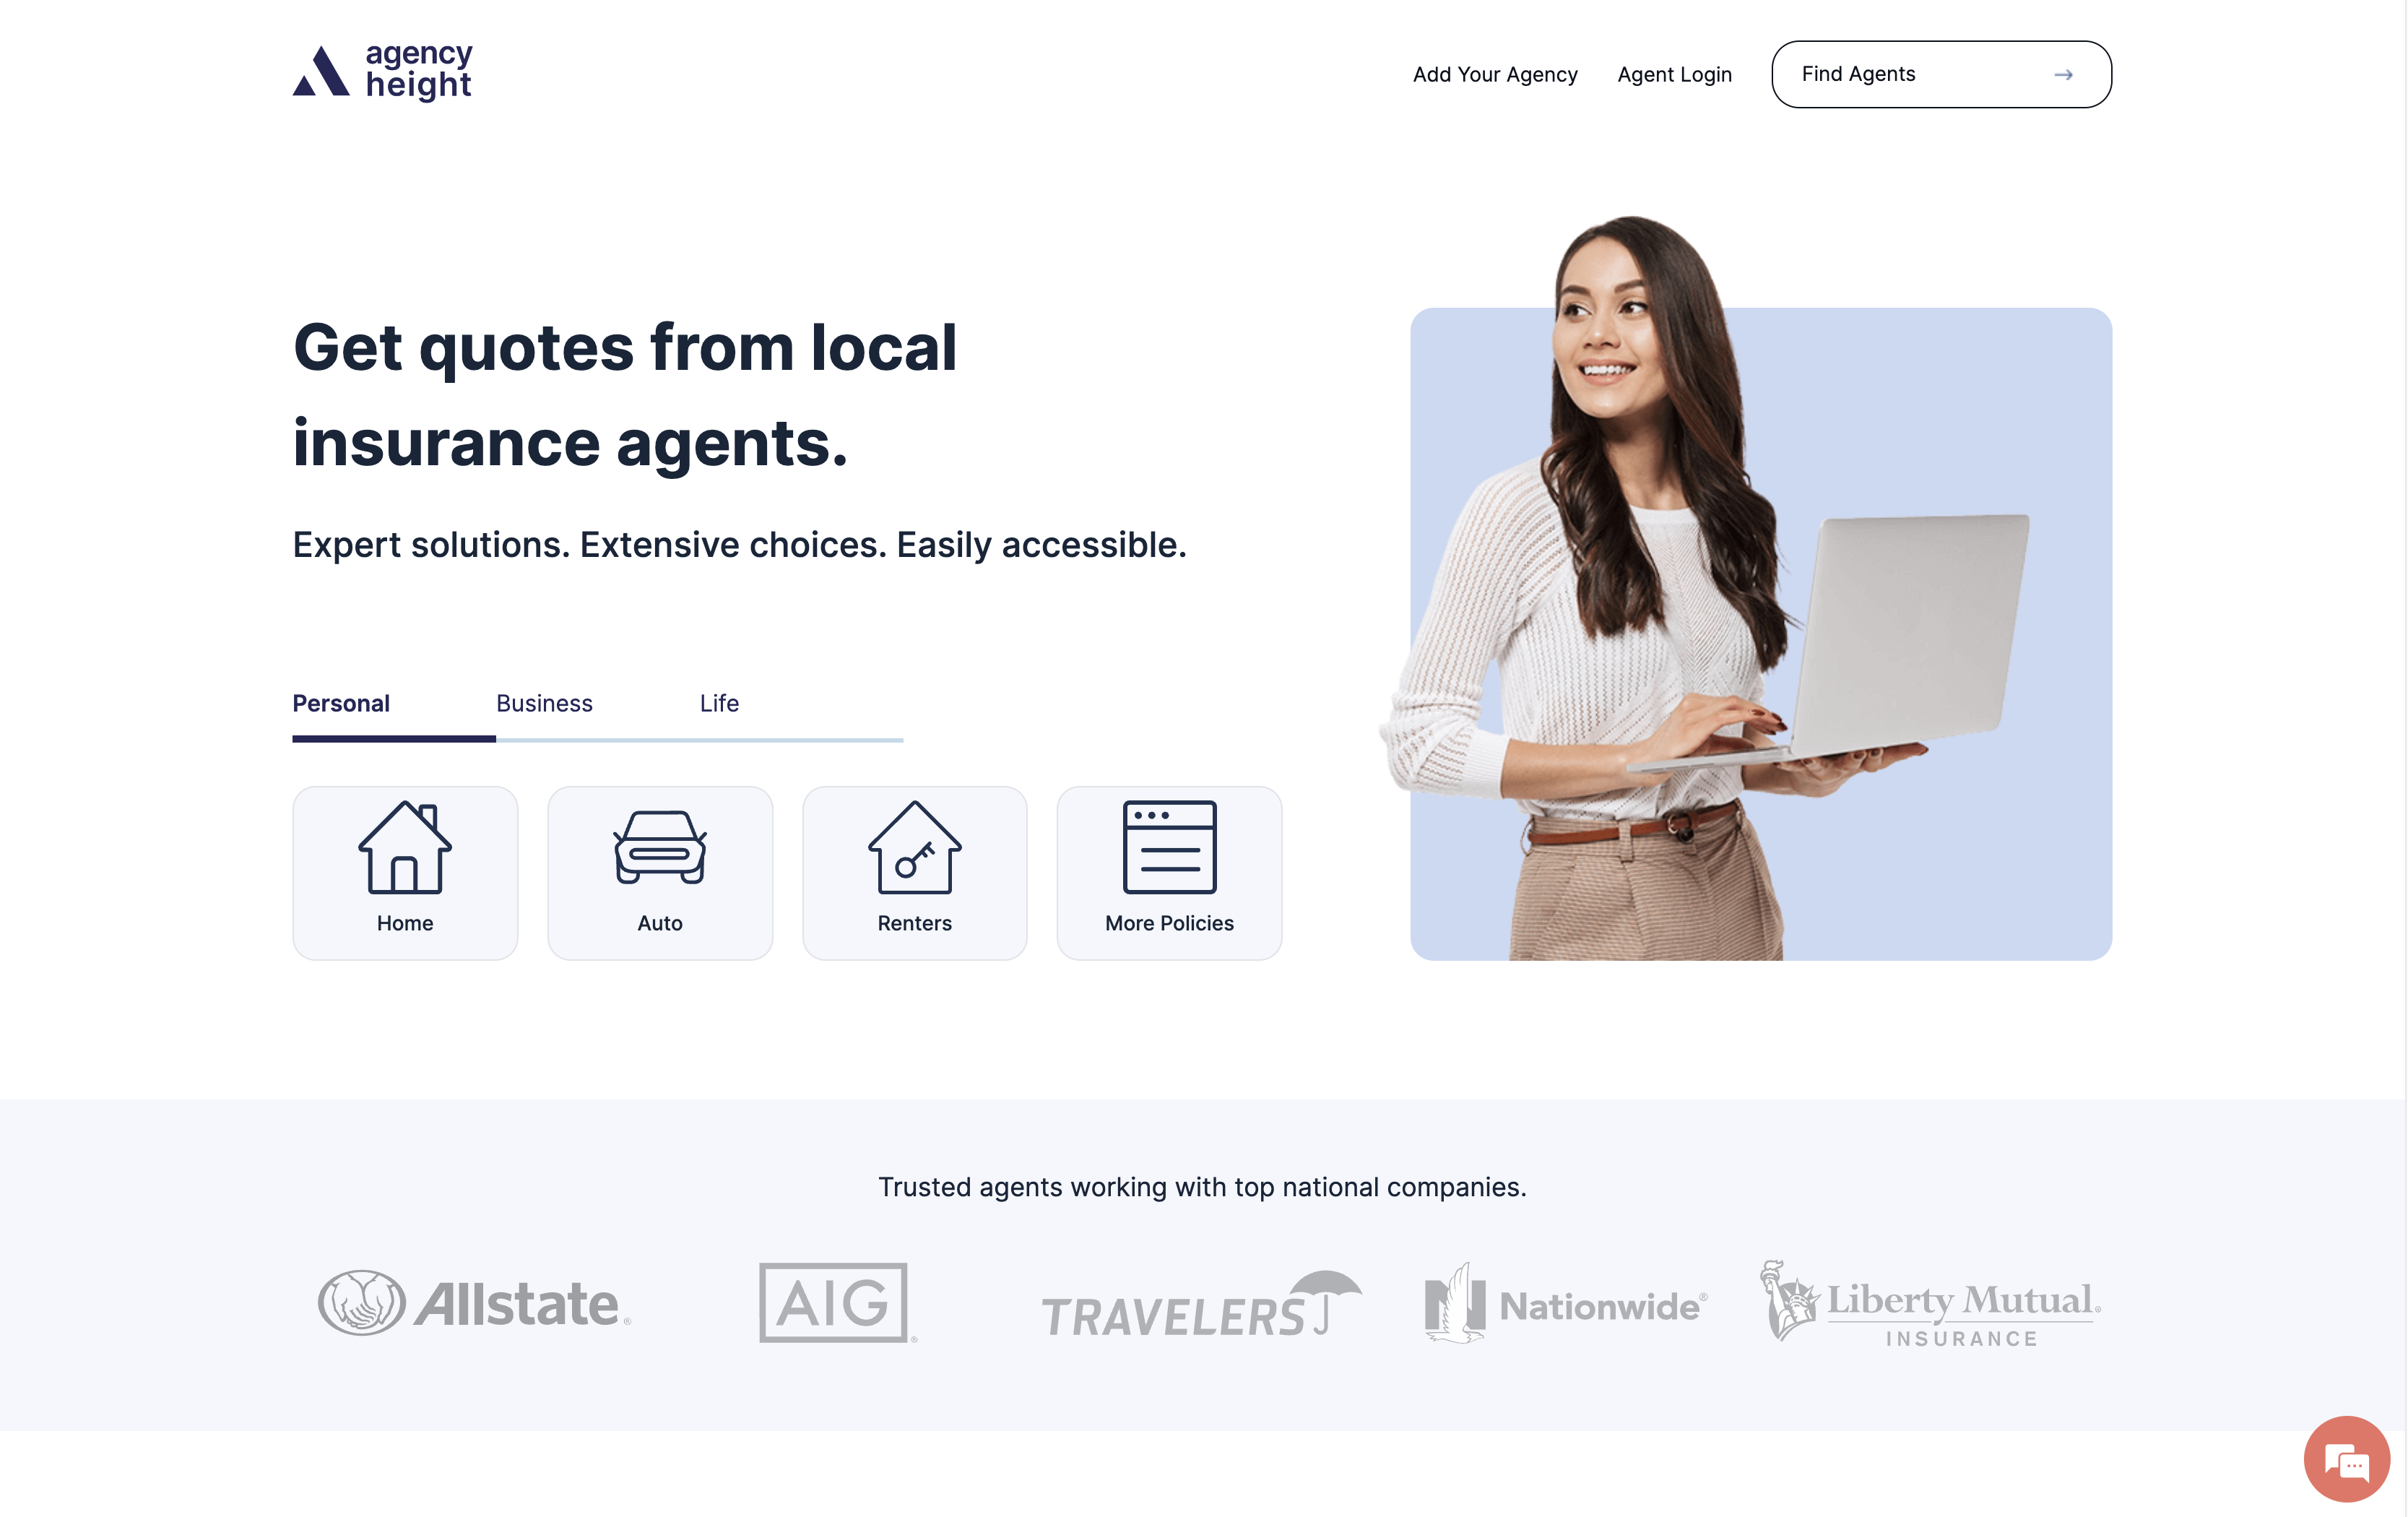 agency
height
Add Your Agency
Agent Login
Find Agents
Get quotes from local
insurance agents.
Expert solutions. Extensive choices. Easily accessible.
Personal
Business
Life
Home
Auto
Renters
More Policies
Trusted agents working with top national companies.
Allstate®
AIG®
TRAVELERS
Nationwide®
Liberty Mutual®
INSURANCE